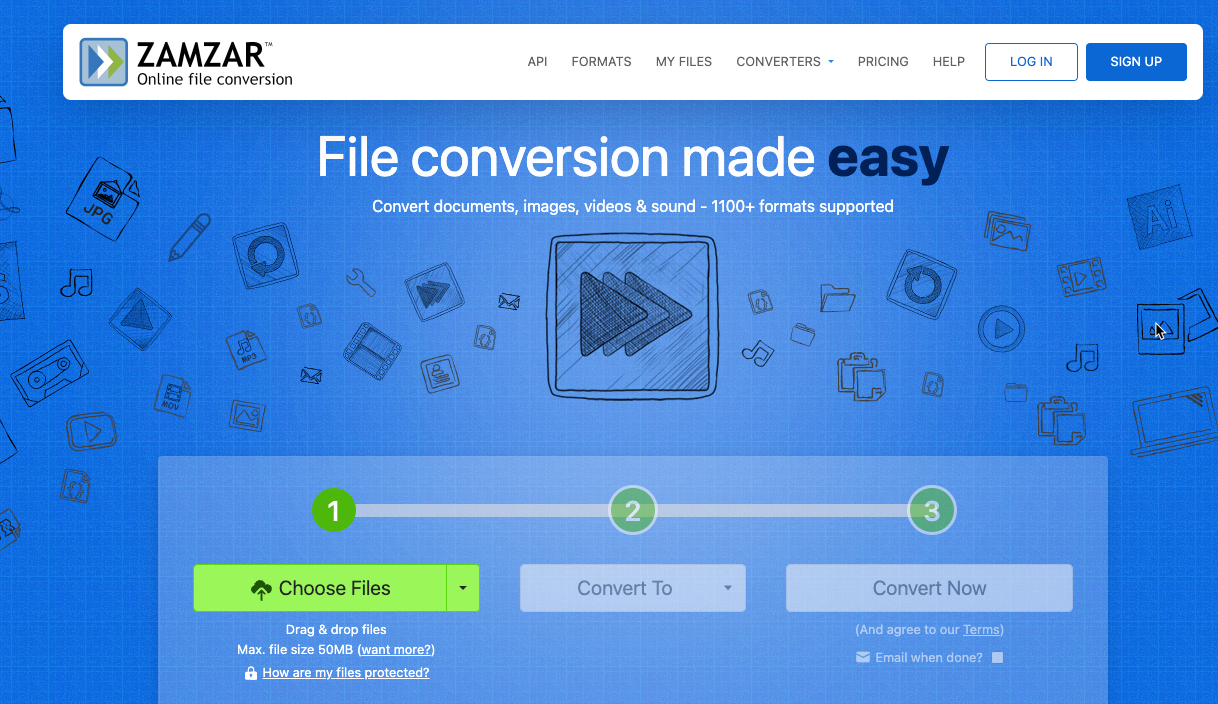 ZAMZAR™
Online file conversion
API FORMATS MY FILES CONVERTERS PRICING HELP LOG IN SIGN UP
File conversion made easy
Convert documents, images, videos & sound - 1100+ formats supported
JPG
Ai
MP3
MOV
1 2 3
Choose Files Convert To Convert Now
Drag & drop files
Max. file size 50MB (want more?)
How are my files protected?
(And agree to our Terms)
Email when done?